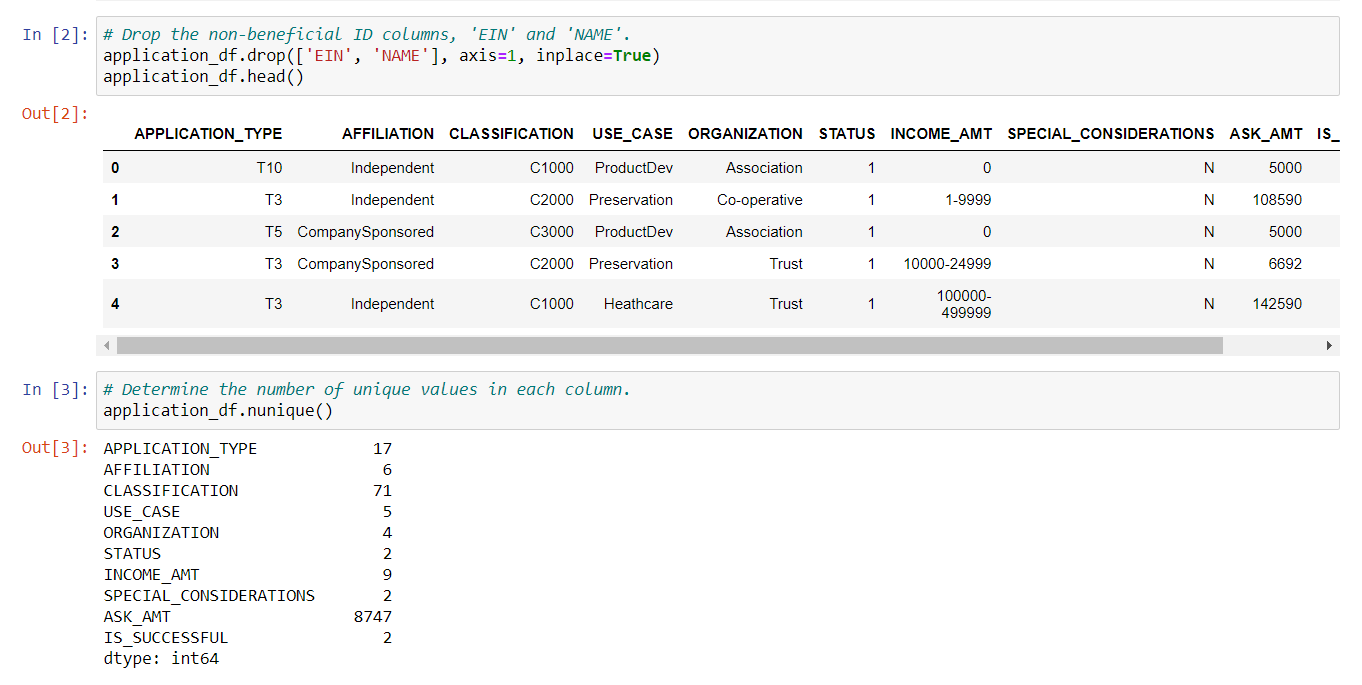 In [2]: # Drop the non-beneficial ID columns, 'EIN' and 'NAME'.
application_df.drop(['EIN', 'NAME'], axis=1, inplace=True)
application_df.head()
Out[2]:
APPLICATION_TYPE AFFILIATION CLASSIFICATION USE_CASE ORGANIZATION STATUS INCOME_AMT SPECIAL_CONSIDERATIONS ASK_AMT IS_
0 T10 Independent C1000 ProductDev Association 1 0 N 5000
1 T3 Independent C2000 Preservation Co-operative 1 1-9999 N 108590
2 T5 CompanySponsored C3000 ProductDev Association 1 0 N 5000
3 T3 CompanySponsored C2000 Preservation Trust 1 10000-24999 N 6692
4 T3 Independent C1000 Heathcare Trust 1 100000-
499999 N 142590
In [3]: # Determine the number of unique values in each column.
application_df.nunique()
Out[3]: APPLICATION_TYPE 17
AFFILIATION 6
CLASSIFICATION 71
USE_CASE 5
ORGANIZATION 4
STATUS 2
INCOME_AMT 9
SPECIAL_CONSIDERATIONS 2
ASK_AMT 8747
IS_SUCCESSFUL 2
dtype: int64